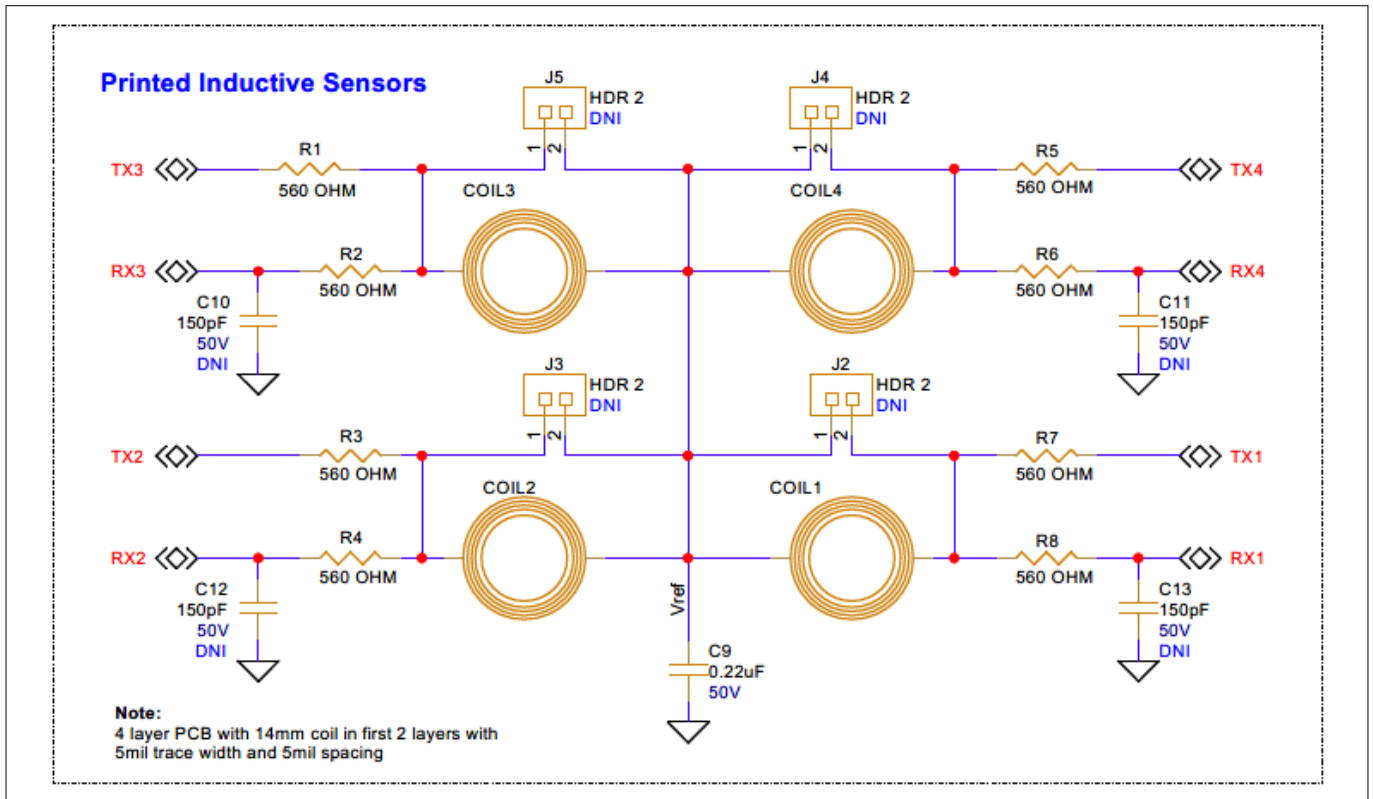 Printed Inductive Sensors
J5
HDR 2
DNI
1
2
J4
HDR 2
DNI
1
2
TX3
R1
560 OHM
COIL3
COIL4
R5
560 OHM
TX4
RX3
R2
560 OHM
R6
560 OHM
RX4
C10
150pF
50V
DNI
C11
150pF
50V
DNI
J3
HDR 2
DNI
1
2
J2
HDR 2
DNI
1
2
TX2
R3
560 OHM
COIL2
COIL1
R7
560 OHM
TX1
RX2
R4
560 OHM
R8
560 OHM
RX1
C12
150pF
50V
DNI
Vref
C9
0.22uF
50V
C13
150pF
50V
DNI
Note:
4 layer PCB with 14mm coil in first 2 layers with
5mil trace width and 5mil spacing